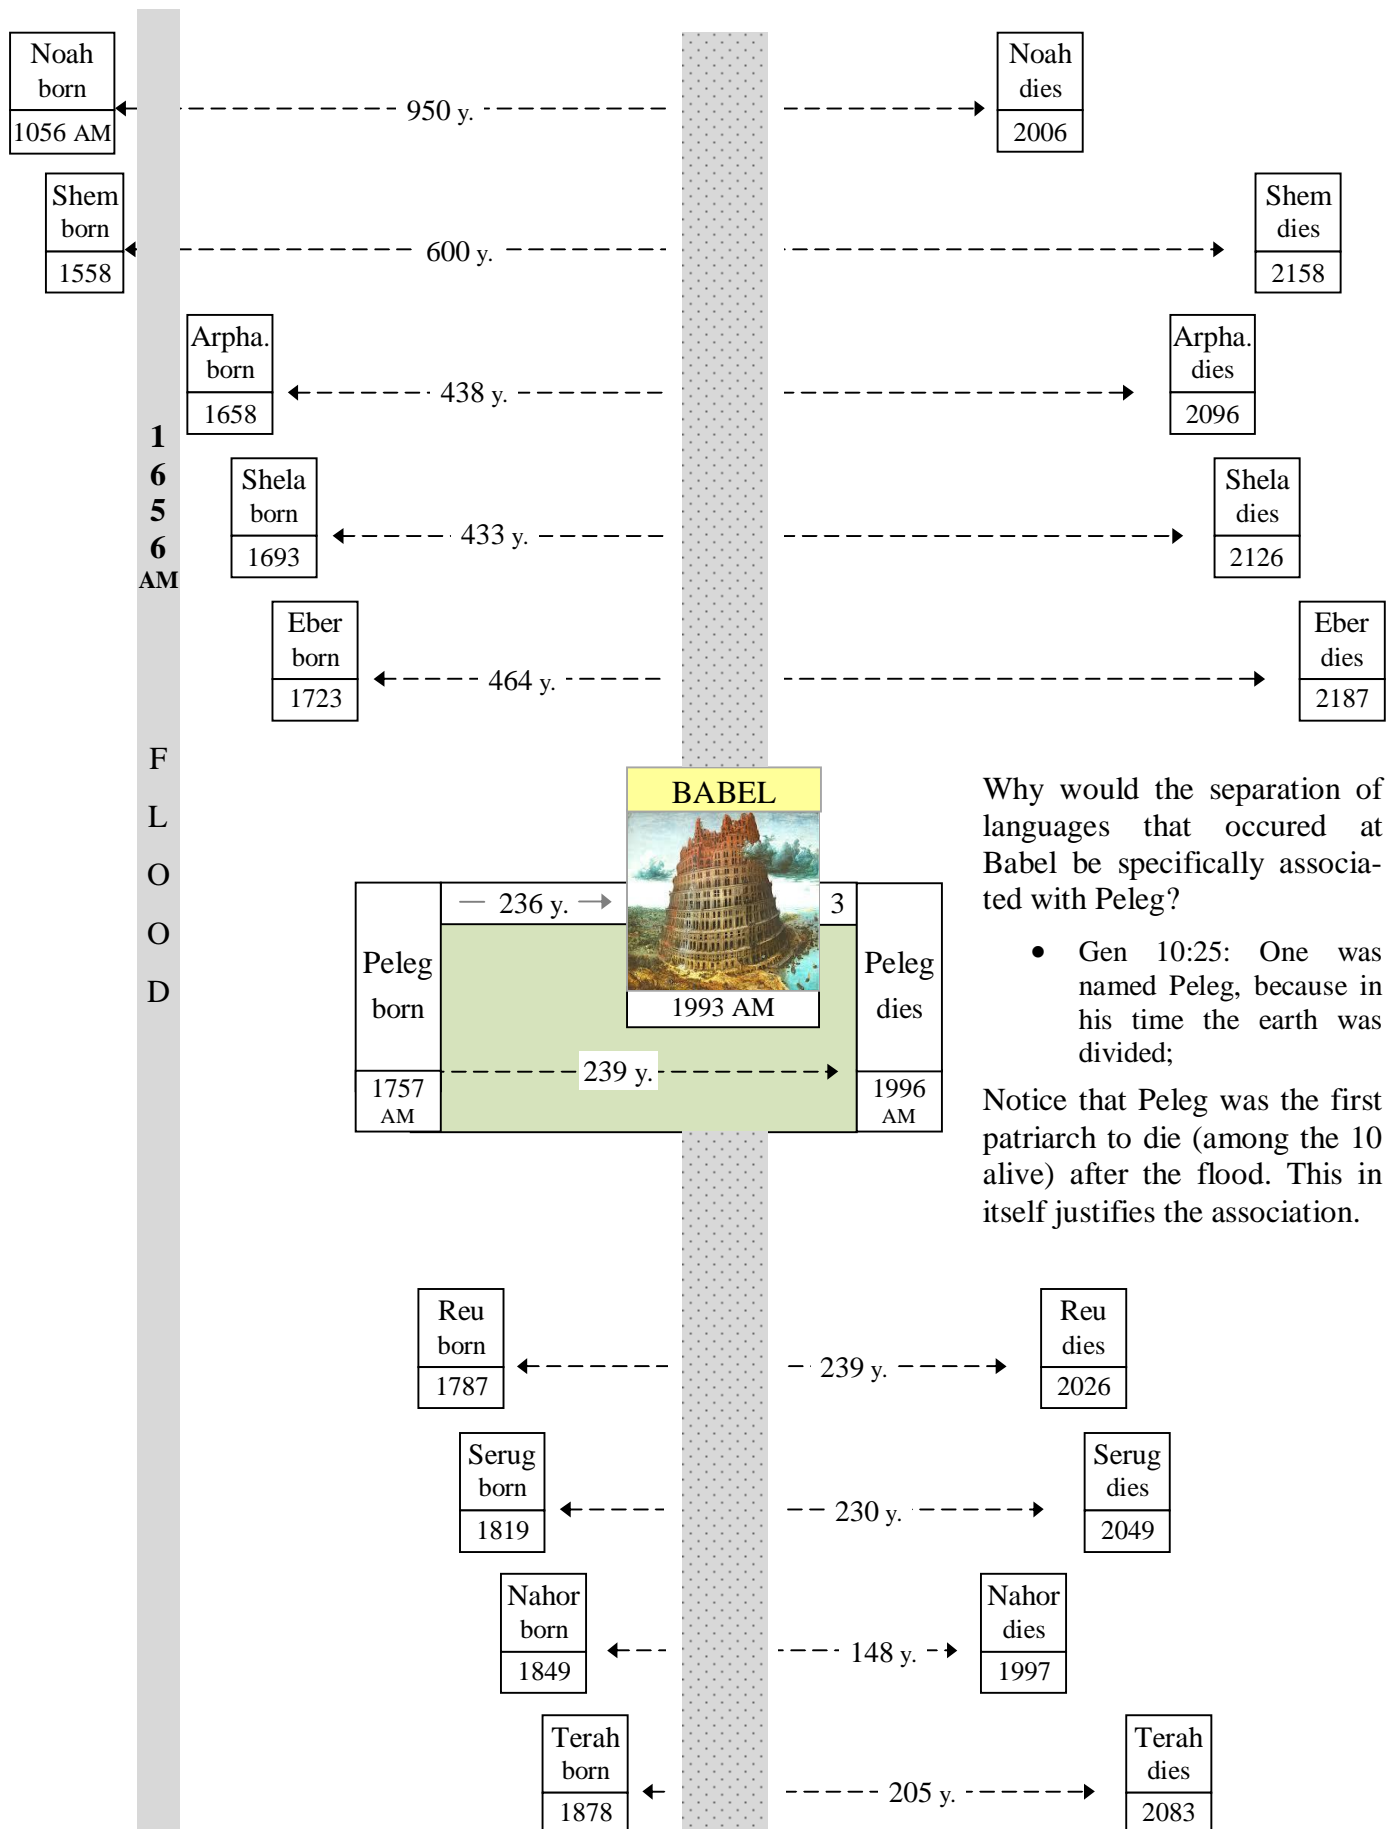 Noah
born
1056 AM
950 y.
Noah
dies
2006
Shem
born
1558
600 y.
Shem
dies
2158
Arpha.
born
1658
438 y.
Arpha.
dies
2096
1
6
5
6
AM
Shela
born
1693
433 y.
Shela
dies
2126
Eber
born
1723
464 y.
Eber
dies
2187
F
L
O
O
D
BABEL
236 y.
3
Peleg
born
1757
AM
1993 AM
239 y.
Peleg
dies
1996
AM
Why would the separation of
languages that occured at
Babel be specifically associa-
ted with Peleg?
• Gen 10:25: One was
named Peleg, because in
his time the earth was
divided;
Notice that Peleg was the first
patriarch to die (among the 10
alive) after the flood. This in
itself justifies the association.
Reu
born
1787
239 y.
Reu
dies
2026
Serug
born
1819
230 y.
Serug
dies
2049
Nahor
born
1849
148 y.
Nahor
dies
1997
Terah
born
1878
205 y.
Terah
dies
2083